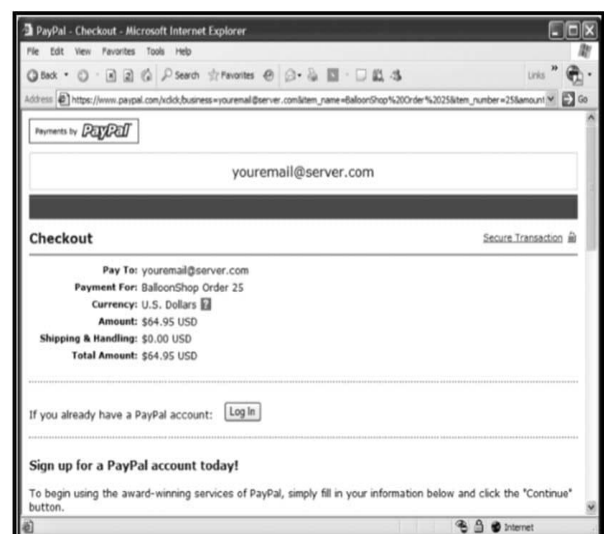 PayPal - Checkout - Microsoft Internet Explorer
File Edit View Favorites Tools Help
Back Search Favorites Links »
Address https://www.paypal.com/xclick/business=youremail@server.com&item_name=BalloonShop%20Order%2025&item_number=25&amount Go
Payments by PayPal
youremail@server.com
Checkout Secure Transaction
Pay To: youremail@server.com
Payment For: BalloonShop Order 25
Currency: U.S. Dollars ?
Amount: $64.95 USD
Shipping & Handling: $0.00 USD
Total Amount: $64.95 USD
If you already have a PayPal account: Log In
Sign up for a PayPal account today!
To begin using the award-winning services of PayPal, simply fill in your information below and click the "Continue"
button.
Internet